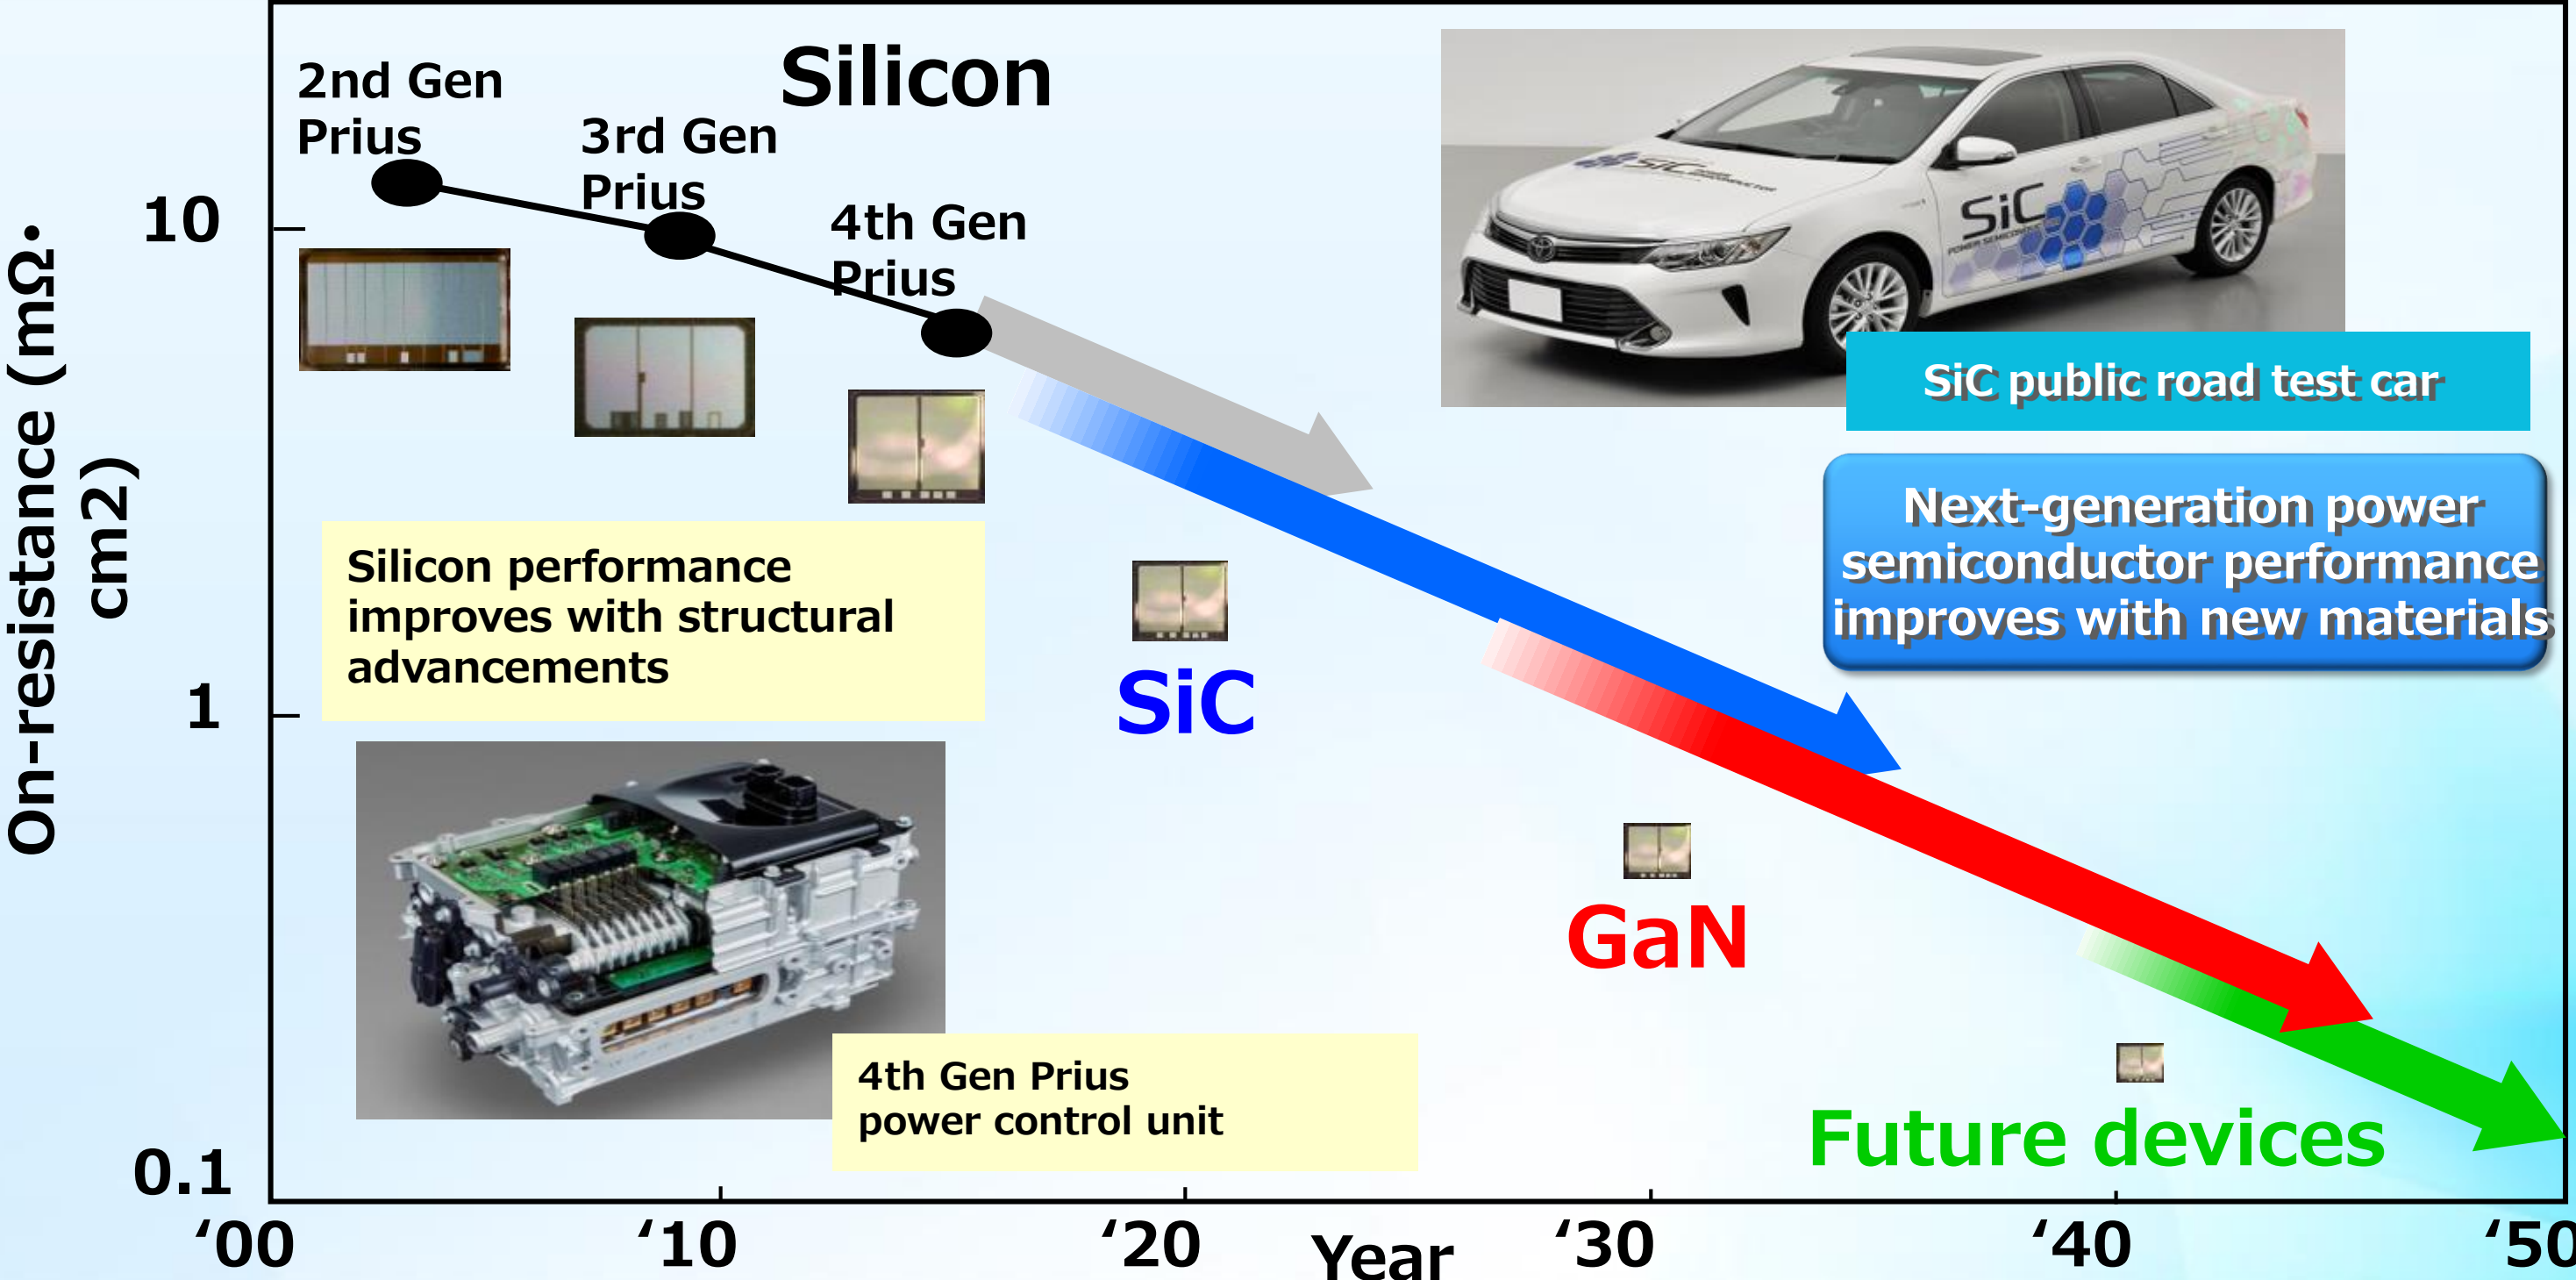 Silicon
2nd Gen
Prius
3rd Gen
Prius
4th Gen
Prius
On-resistance (mΩ·
cm2)
10
1
0.1
SiC
POWER SEMICONDUCTOR
SiC public road test car
Next-generation power
semiconductor performance
improves with new materials
Silicon performance
improves with structural
advancements
SiC
GaN
4th Gen Prius
power control unit
Future devices
‘00
‘10
‘20
Year
‘30
‘40
‘50